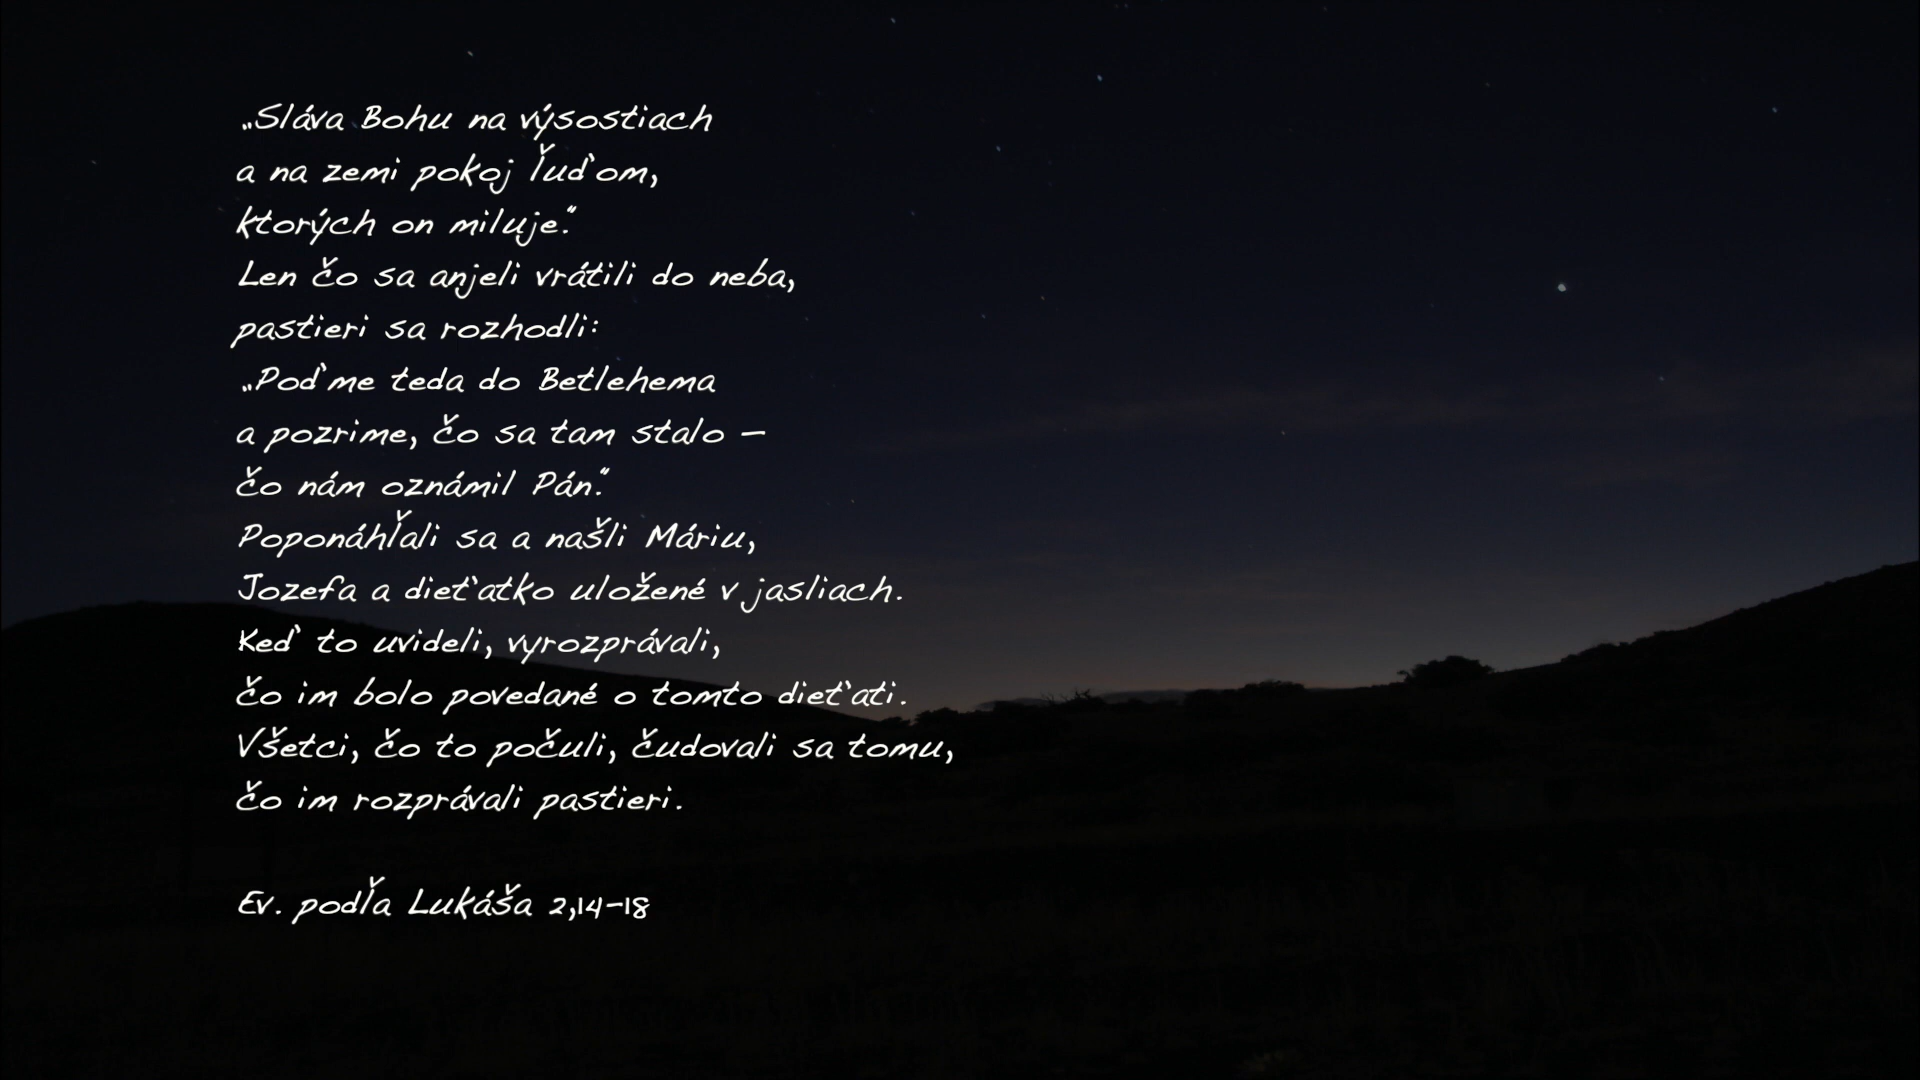 „Sláva Bohu na výsostiach
a na zemi pokoj ľuďom,
ktorých on miluje.“
Len čo sa anjeli vrátili do neba,
pastieri sa rozhodli:
„Poďme teda do Betlehema
a pozrime, čo sa tam stalo –
čo nám oznámil Pán.“
Poponáhľali sa a našli Máriu,
Jozefa a dieťatko uložené v jasliach.
Keď to uvideli, vyrozprávali,
čo im bolo povedané o tomto dieťati.
Všetci, čo to počuli, čudovali sa tomu,
čo im rozprávali pastieri.
Ev. podľa Lukáša 2,14-18